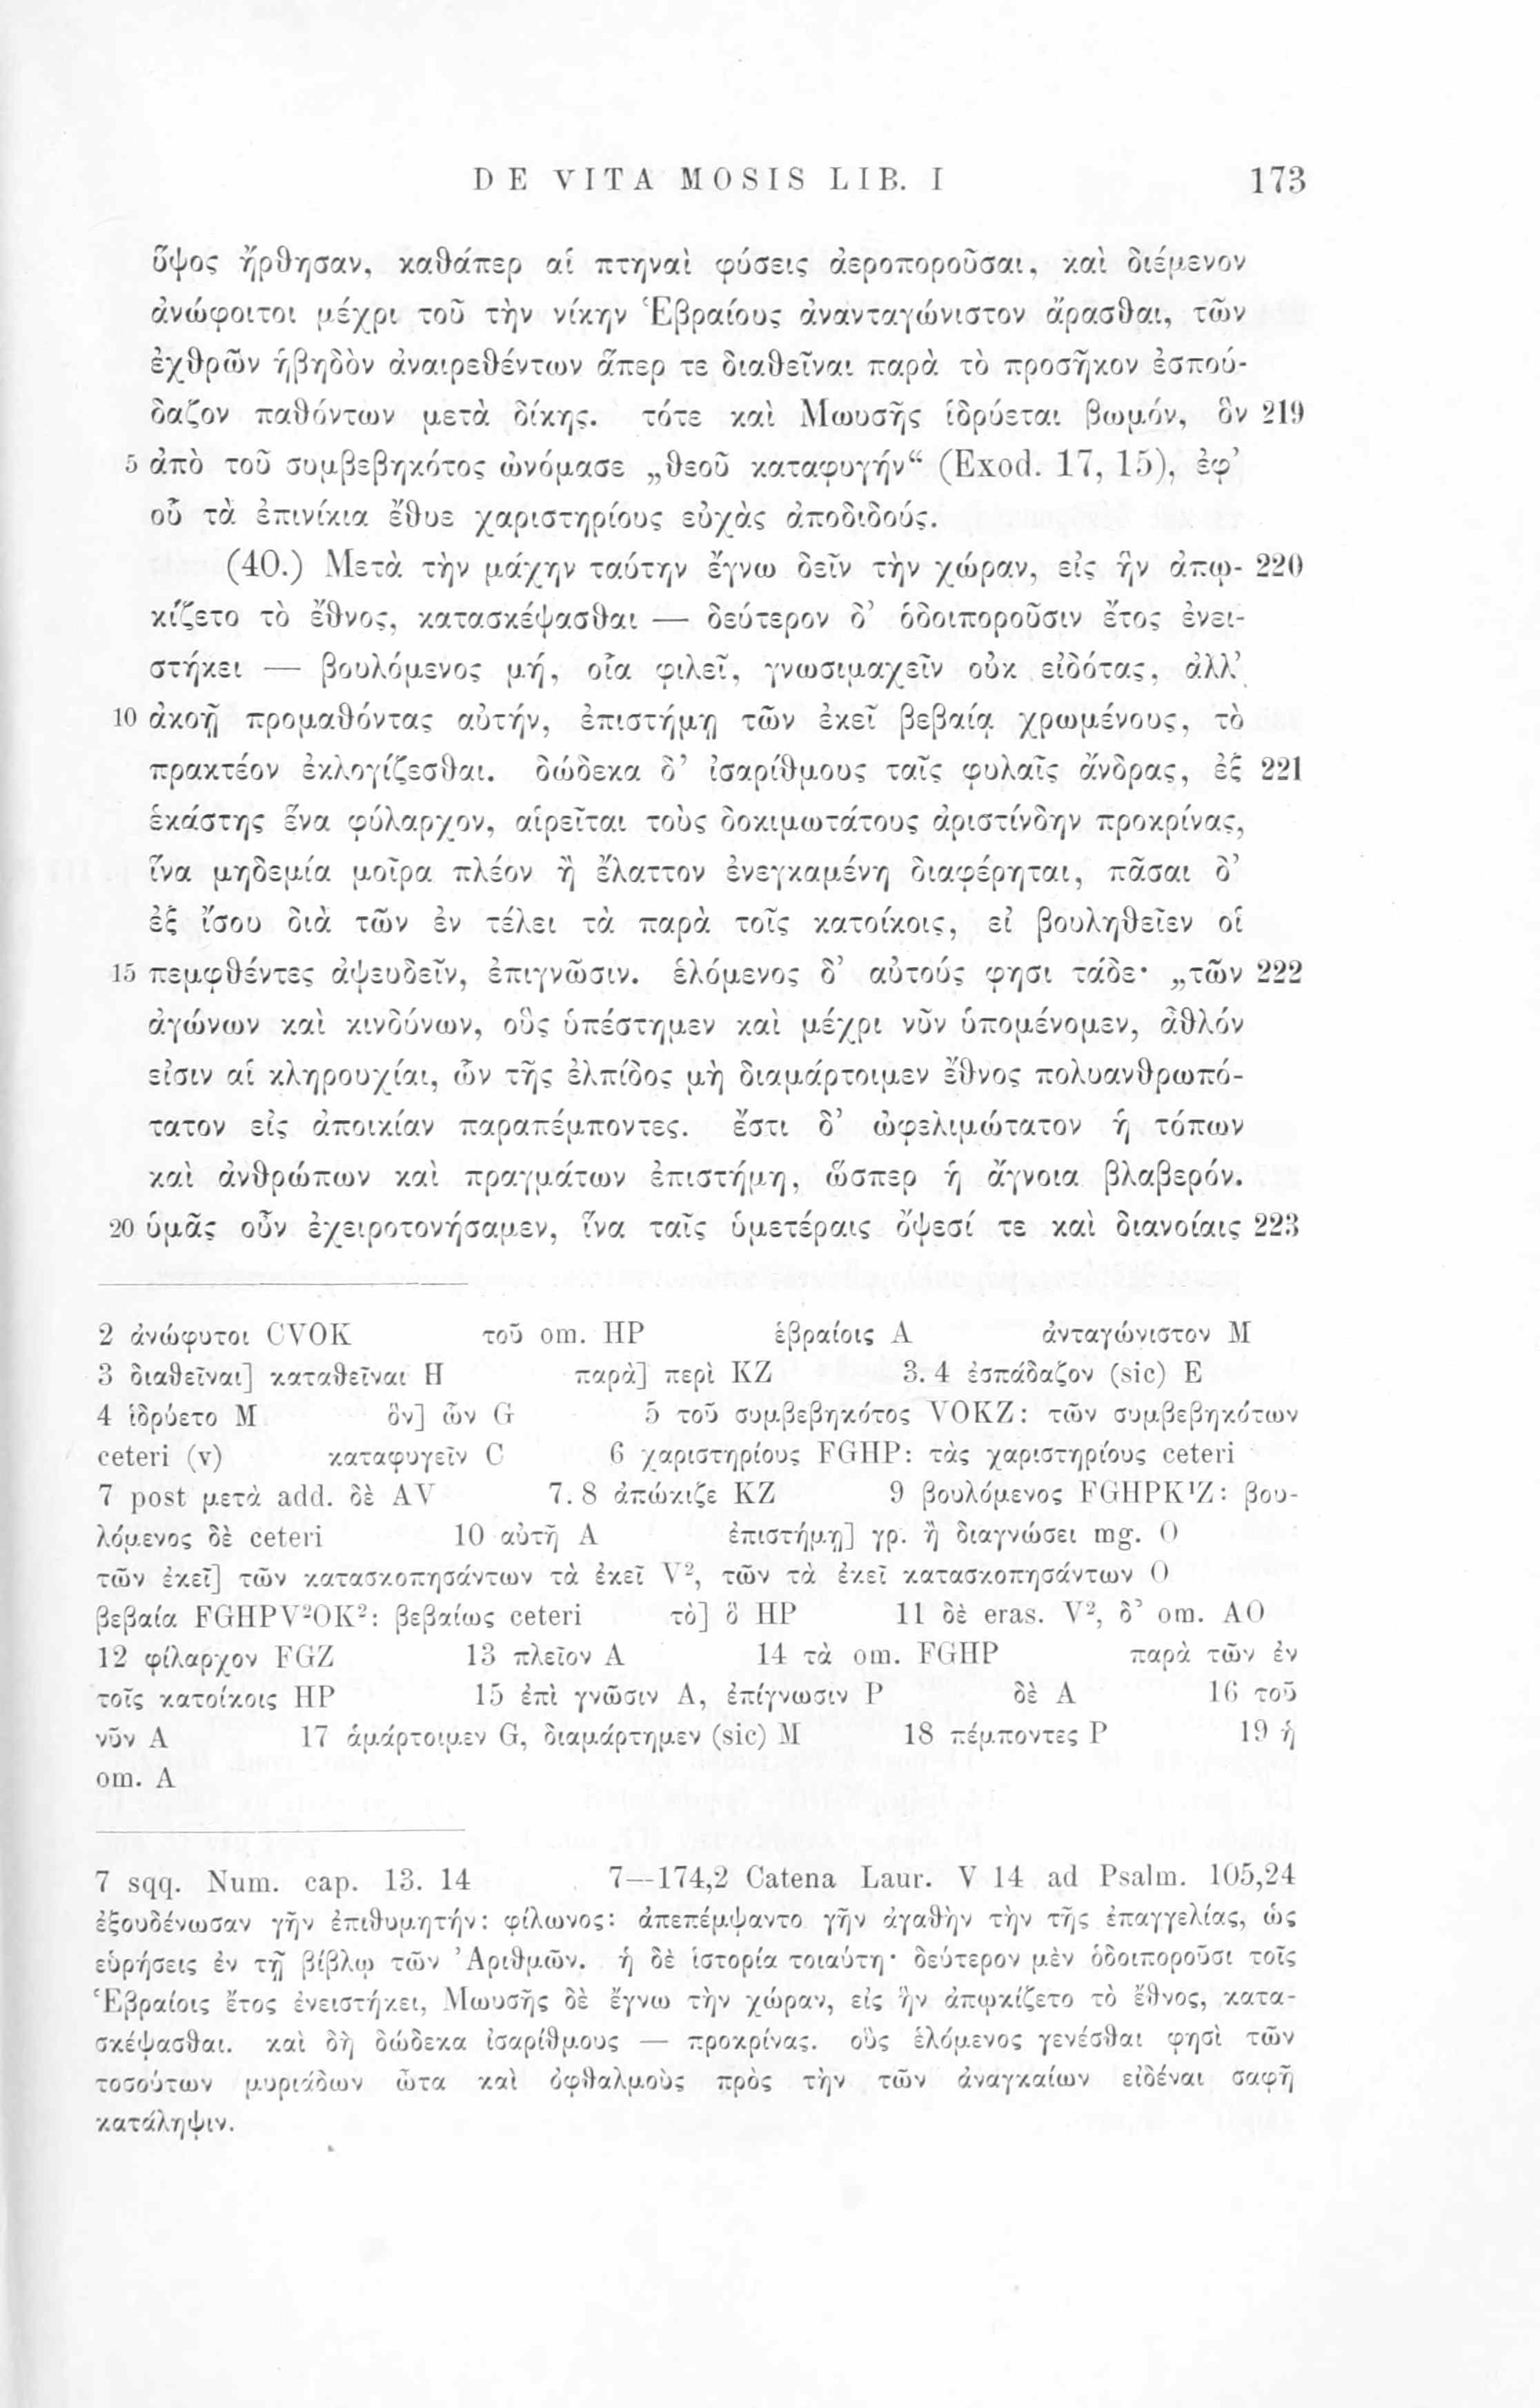 DE VITA MOSIS LIB. I 173
ὕψος ἤρθησαν, καθάπερ αἱ πτηναὶ φύσεις ἀεροποροῦσαι, καὶ διέμενον
ἀνώφοιτοι μέχρι τοῦ τὴν νίκην Ἑβραίους ἀνανταγώνιστον ἄρασθαι, τῶν
ἐχθρῶν ἡβηδὸν ἀναιρεθέντων ἅπερ τε διαθεῖναι παρὰ τὸ προσῆκον ἐσπού-
δαζον παθόντων μετὰ δίκης. τότε καὶ Μωυσῆς ἱδρύεται βωμόν, ὃν 219
5 ἀπὸ τοῦ συμβεβηκότος ὠνόμασε „θεοῦ καταφυγήν“ (Exod. 17, 15), ἐφ’
οὗ τὰ ἐπινίκια ἔθυε χαριστηρίους εὐχὰς ἀποδιδούς.
(40.) Μετὰ τὴν μάχην ταύτην ἔγνω δεῖν τὴν χώραν, εἰς ἣν ἀπῳ- 220
κίζετο τὸ ἔθνος, κατασκέψασθαι — δεύτερον δ’ ὁδοιποροῦσιν ἔτος ἐνει-
στήκει — βουλόμενος μή, οἷα φιλεῖ, γνωσιμαχεῖν οὐκ εἰδότας, ἀλλ’
10 ἀκοῇ προμαθόντας αὐτήν, ἐπιστήμῃ τῶν ἐκεῖ βεβαίᾳ χρωμένους, τὸ
πρακτέον ἐκλογίζεσθαι. δώδεκα δ’ ἰσαρίθμους ταῖς φυλαῖς ἄνδρας, ἐξ 221
ἑκάστης ἕνα φύλαρχον, αἱρεῖται τοὺς δοκιμωτάτους ἀριστίνδην προκρίνας,
ἵνα μηδεμία μοῖρα πλέον ἢ ἔλαττον ἐνεγκαμένη διαφέρηται, πᾶσαι δ’
ἐξ ἴσου διὰ τῶν ἐν τέλει τὰ παρὰ τοῖς κατοίκοις, εἰ βουληθεῖεν οἱ
15 πεμφθέντες ἀψευδεῖν, ἐπιγνῶσιν. ἑλόμενος δ’ αὐτούς φησι τάδε· „τῶν 222
ἀγώνων καὶ κινδύνων, οὓς ὑπέστημεν καὶ μέχρι νῦν ὑπομένομεν, ἆθλόν
εἰσιν αἱ κληρουχίαι, ὧν τῆς ἐλπίδος μὴ διαμάρτοιμεν ἔθνος πολυανθρωπό-
τατον εἰς ἀποικίαν παραπέμποντες. ἔστι δ’ ὠφελιμώτατον ἡ τόπων
καὶ ἀνθρώπων καὶ πραγμάτων ἐπιστήμη, ὥσπερ ἡ ἄγνοια βλαβερόν.
20 ὑμᾶς οὖν ἐχειροτονήσαμεν, ἵνα ταῖς ὑμετέραις ὄψεσί τε καὶ διανοίαις 223
2 ἀνώφυτοι CVOK τοῦ om. HP ἑβραίοις A ἀνταγώνιστον M
3 διαθεῖναι] καταθεῖναι H παρὰ] περὶ KZ 3. 4 ἐσπάδαζον (sic) E
4 ἱδρύετο M ὃν] ὧν G 5 τοῦ συμβεβηκότος VOKZ: τῶν συμβεβηκότων
ceteri (v) καταφυγεῖν C 6 χαριστηρίους FGHP: τὰς χαριστηρίους ceteri
7 post μετὰ add. δὲ AV 7. 8 ἀπώκιζε KZ 9 βουλόμενος FGHPK¹Z: βου-
λόμενος δὲ ceteri 10 αὐτῆ A ἐπιστήμῃ] γρ. ἢ διαγνώσει mg. O
τῶν ἐκεῖ] τῶν κατασκοπησάντων τὰ ἐκεῖ V², τῶν τὰ ἐκεῖ κατασκοπησάντων O
βεβαία FGHPV²OK²: βεβαίως ceteri τὸ] ὃ HP 11 δὲ eras. V², δ’ om. AO
12 φίλαρχον FGZ 13 πλεῖον A 14 τὰ om. FGHP παρὰ τῶν ἐν
τοῖς κατοίκοις HP 15 ἐπὶ γνῶσιν A, ἐπίγνωσιν P δὲ A 16 τοῦ
νῦν A 17 ἁμάρτοιμεν G, διαμάρτημεν (sic) M 18 πέμποντες P 19 ἡ
om. A
7 sqq. Num. cap. 13. 14 7—174,2 Catena Laur. V 14 ad Psalm. 105,24
ἐξουδένωσαν γῆν ἐπιθυμητήν: φίλωνος: ἀπεπέμψαντο γῆν ἀγαθὴν τὴν τῆς ἐπαγγελίας, ὡς
εὑρήσεις ἐν τῇ βίβλῳ τῶν Ἀριθμῶν. ἡ δὲ ἱστορία τοιαύτη· δεύτερον μὲν ὁδοιποροῦσι τοῖς
Ἑβραίοις ἔτος ἐνειστήκει, Μωυσῆς δὲ ἔγνω τὴν χώραν, εἰς ἣν ἀπῳκίζετο τὸ ἔθνος, κατα-
σκέψασθαι. καὶ δὴ δώδεκα ἰσαρίθμους — προκρίνας. οὓς ἑλόμενος γενέσθαι φησὶ τῶν
τοσούτων μυριάδων ὦτα καὶ ὀφθαλμοὺς πρὸς τὴν τῶν ἀναγκαίων εἰδέναι σαφῆ
κατάληψιν.